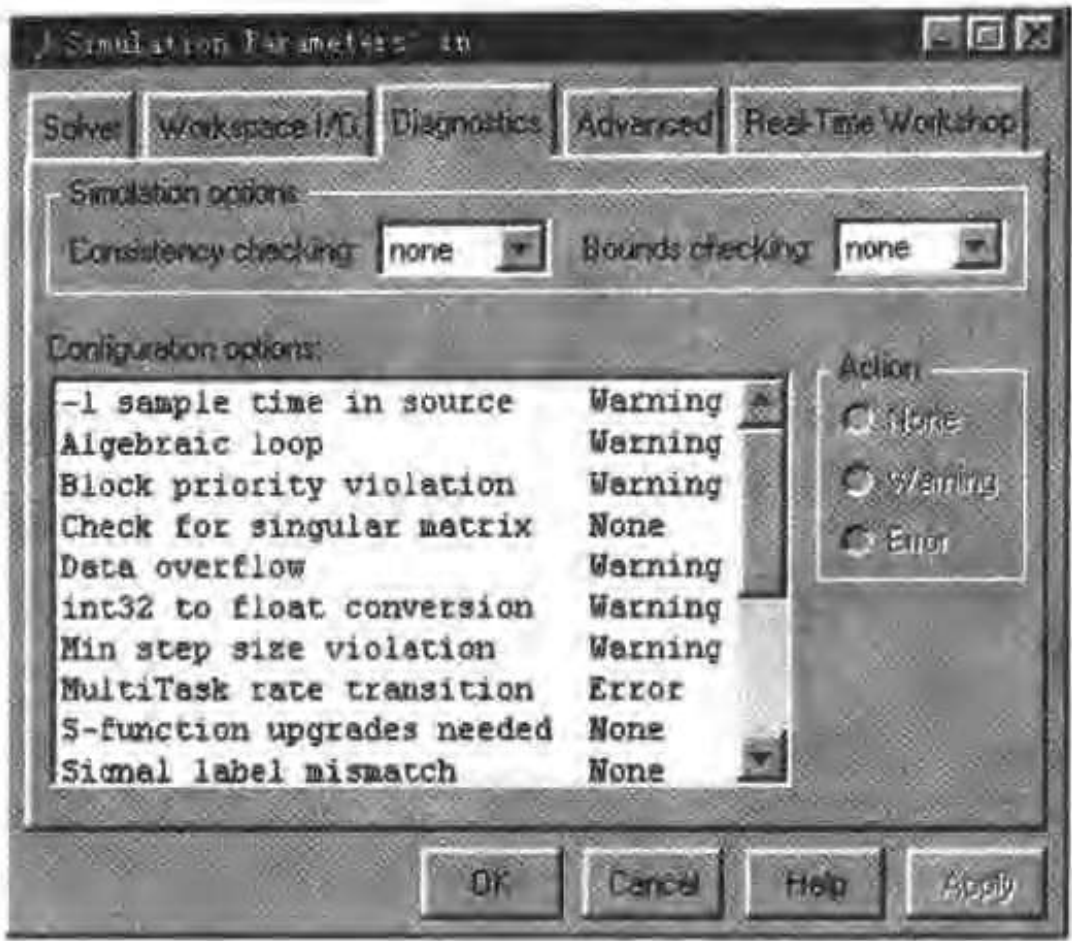 Simulation Parameters: in
Solver Workspace I/O Diagnostics Advanced Real-Time Workshop
Simulation options
Consistency checking: none Bounds checking: none
Configuration options:
Action
-1 sample time in source Warning
None
Algebraic loop Warning
Block priority violation Warning
Warning
Check for singular matrix None
Error
Data overflow Warning
int32 to float conversion Warning
Min step size violation Warning
MultiTask rate transition Error
S-function upgrades needed None
Signal label mismatch None
OK Cancel Help Apply